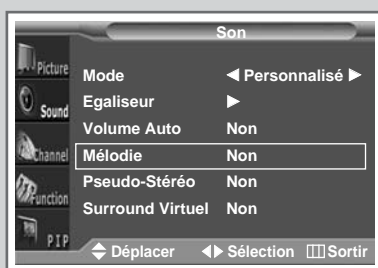 Son
Picture
Sound
Channel
Function
PIP
Mode ◀ Personnalisé ▶
Egaliseur ▶
Volume Auto Non
Mélodie Non
Pseudo-Stéréo Non
Surround Virtuel Non
Déplacer Sélection Sortir